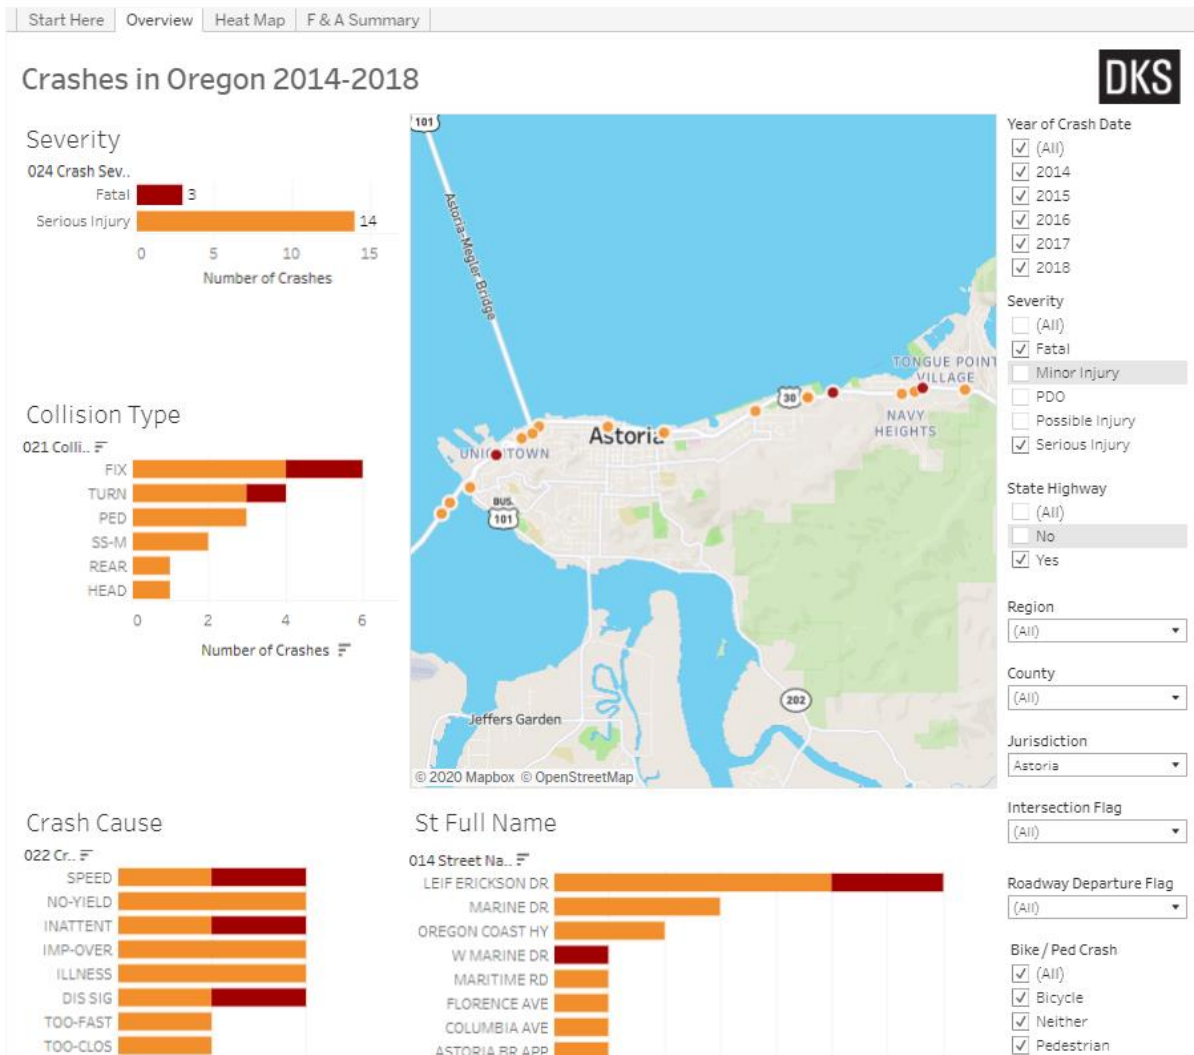 Start Here
Overview
Heat Map
F & A Summary
Crashes in Oregon 2014-2018
DKS
Severity
024 Crash Sev..
Fatal
3
Serious Injury
14
0
5
10
15
Number of Crashes
Collision Type
021 Colli..
FIX
TURN
PED
SS-M
REAR
HEAD
0
2
4
6
Number of Crashes
101
Astoria-Megler Bridge
TONGUE POINT
VILLAGE
30
NAVY
HEIGHTS
Astoria
UNIONTOWN
BUS.
101
202
Jeffers Garden
© 2020 Mapbox © OpenStreetMap
Year of Crash Date
(All)
2014
2015
2016
2017
2018
Severity
(All)
Fatal
Minor Injury
PDO
Possible Injury
Serious Injury
State Highway
(All)
No
Yes
Region
(All)
County
(All)
Jurisdiction
Astoria
Intersection Flag
(All)
Roadway Departure Flag
(All)
Bike / Ped Crash
(All)
Bicycle
Neither
Pedestrian
Crash Cause
022 Cr..
SPEED
NO-YIELD
INATTENT
IMP-OVER
ILLNESS
DIS SIG
TOO-FAST
TOO-CLOS
St Full Name
014 Street Na..
LEIF ERICKSON DR
MARINE DR
OREGON COAST HY
W MARINE DR
MARITIME RD
FLORENCE AVE
COLUMBIA AVE
ASTORIA BR APP